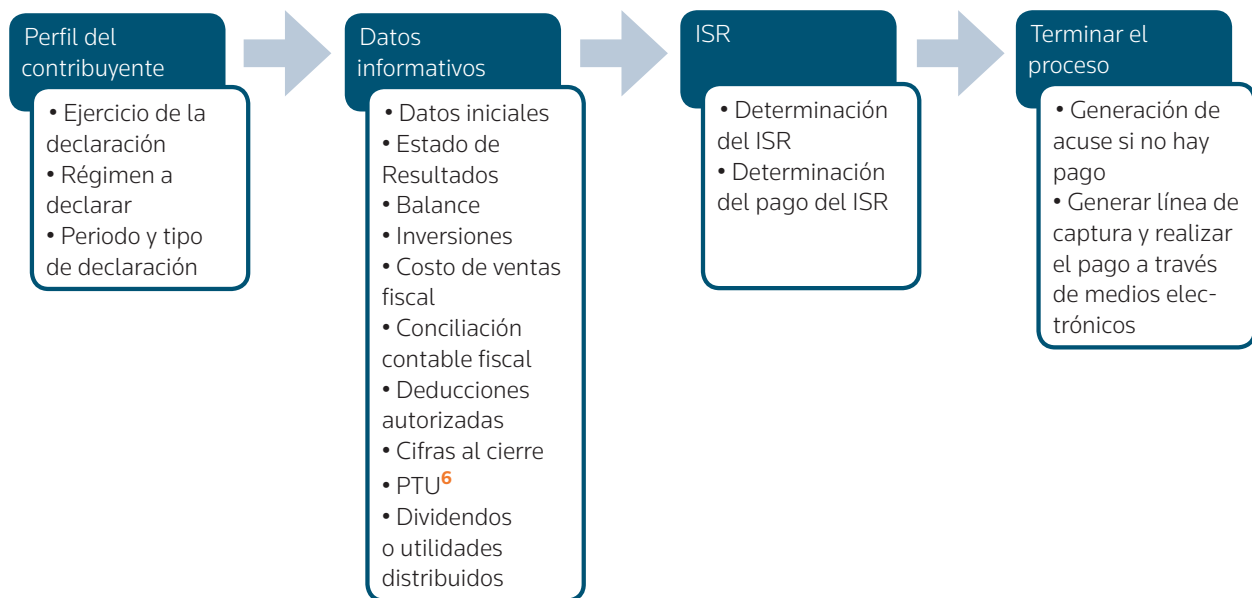 Perfil del
contribuyente
• Ejercicio de la
declaración
• Régimen a
declarar
• Periodo y tipo
de declaración
Datos
informativos
• Datos iniciales
• Estado de
Resultados
• Balance
• Inversiones
• Costo de ventas
fiscal
• Conciliación
contable fiscal
• Deducciones
autorizadas
• Cifras al cierre
• PTU6
• Dividendos
o utilidades
distribuidos
ISR
• Determinación
del ISR
• Determinación
del pago del ISR
Terminar el
proceso
• Generación de
acuse si no hay
pago
• Generar línea de
captura y realizar
el pago a través
de medios elec-
trónicos